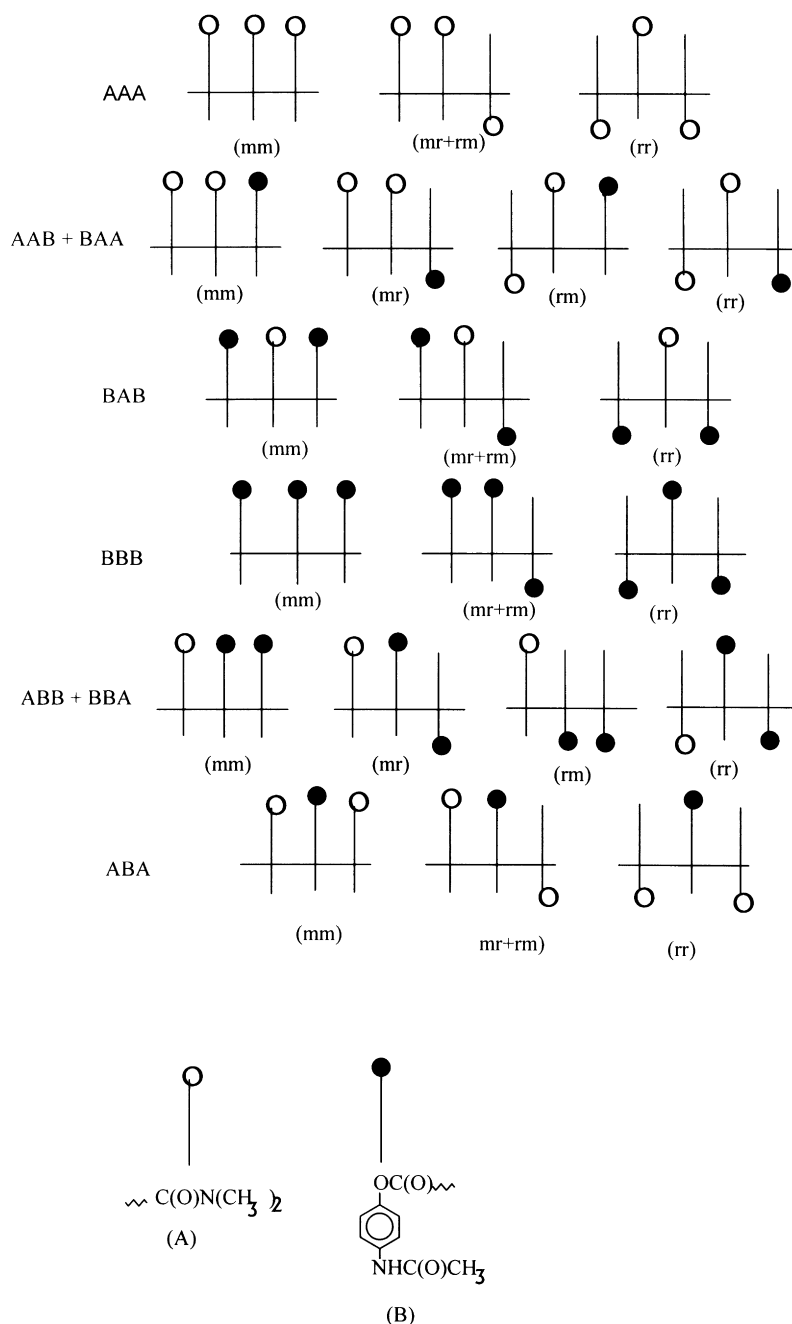 AAA
(mm) (mr+rm) (rr)
AAB + BAA
(mm) (mr) (rm) (rr)
BAB
(mm) (mr+rm) (rr)
BBB
(mm) (mr+rm) (rr)
ABB + BBA
(mm) (mr) (rm) (rr)
ABA
(mm) mr+rm) (rr)
C(O)N(CH3)2
(A)
OC(O)
NHC(O)CH3
(B)